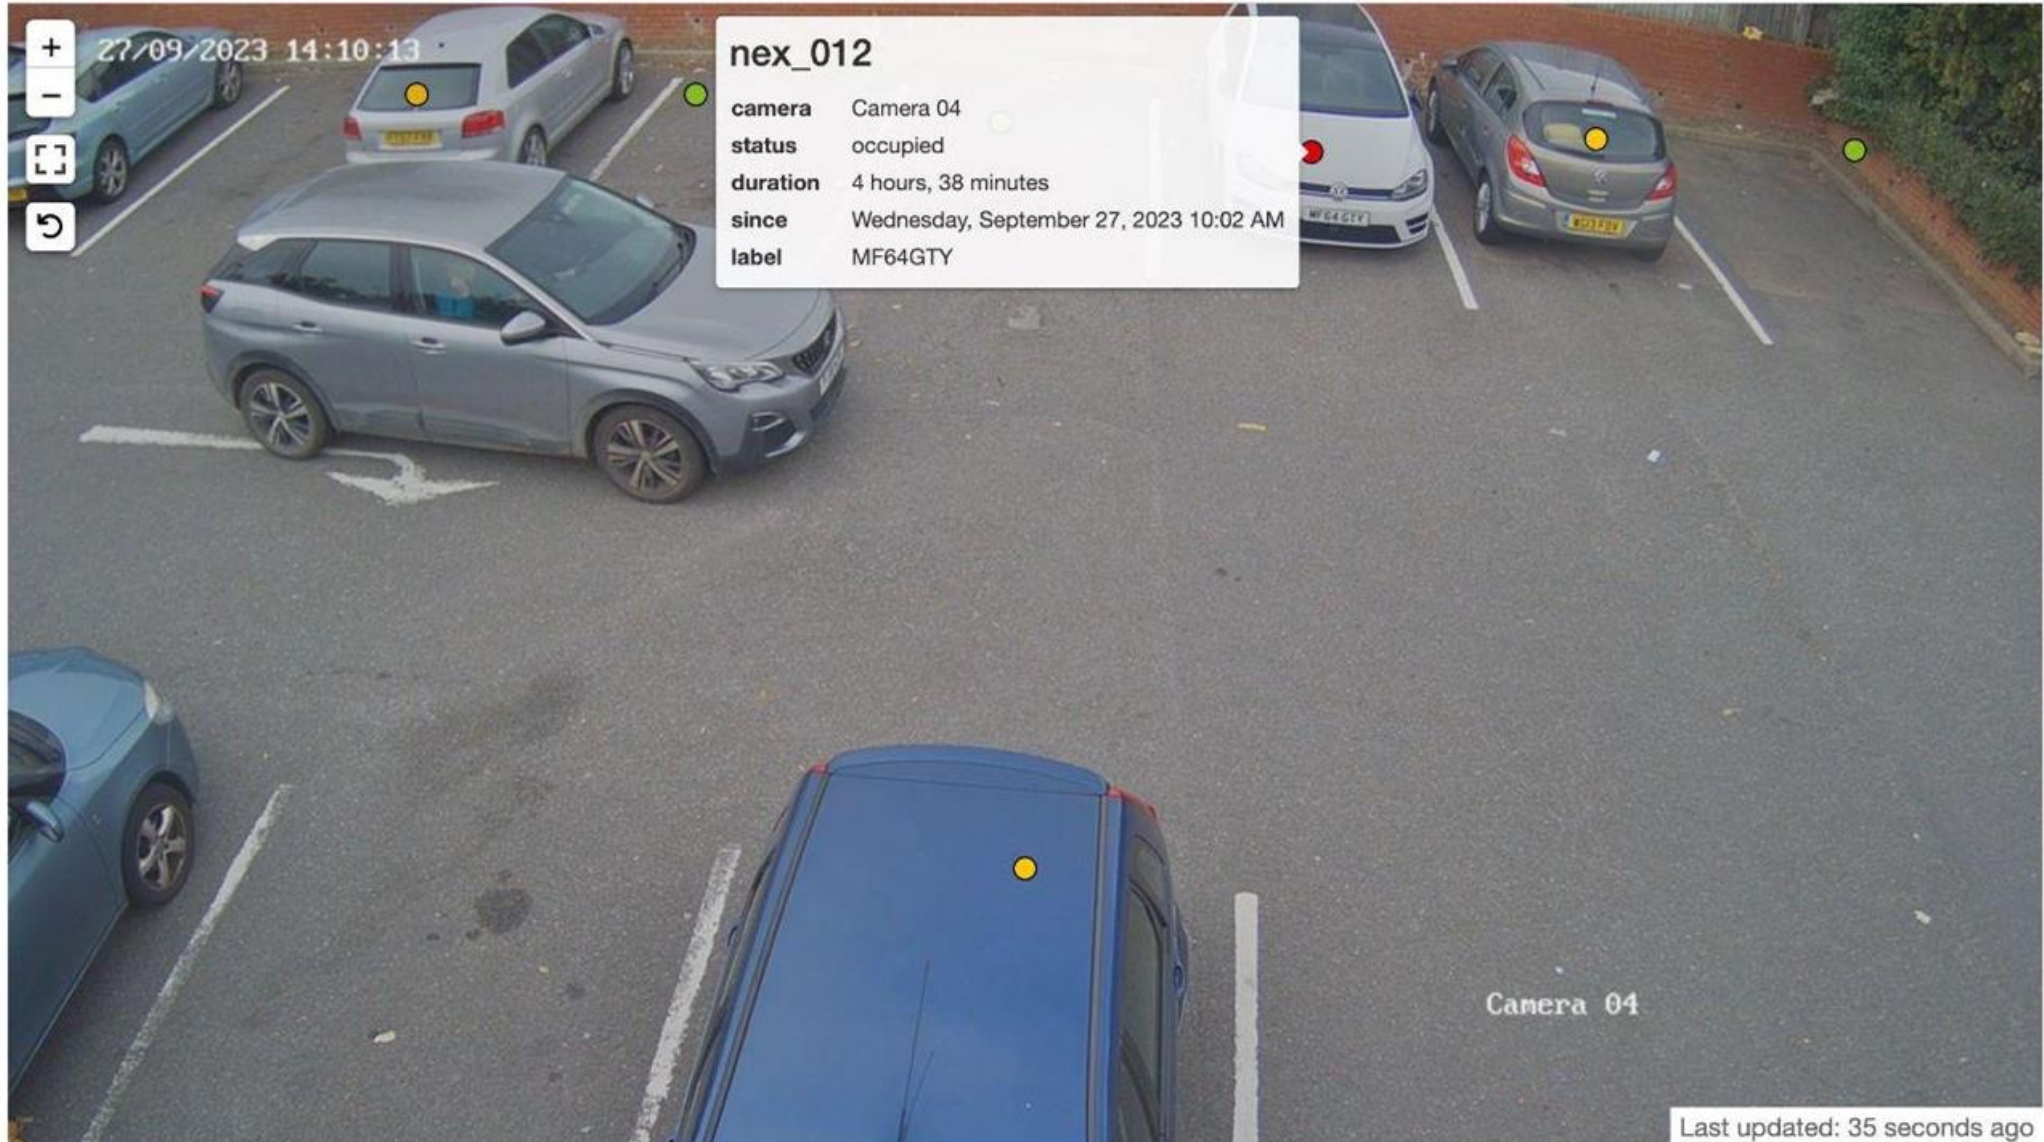 +
27/09/2023 14:10:13
−
nex_012
camera Camera 04
status occupied
duration 4 hours, 38 minutes
since Wednesday, September 27, 2023 10:02 AM
label MF64GTY
MF64GTY
Camera 04
Last updated: 35 seconds ago